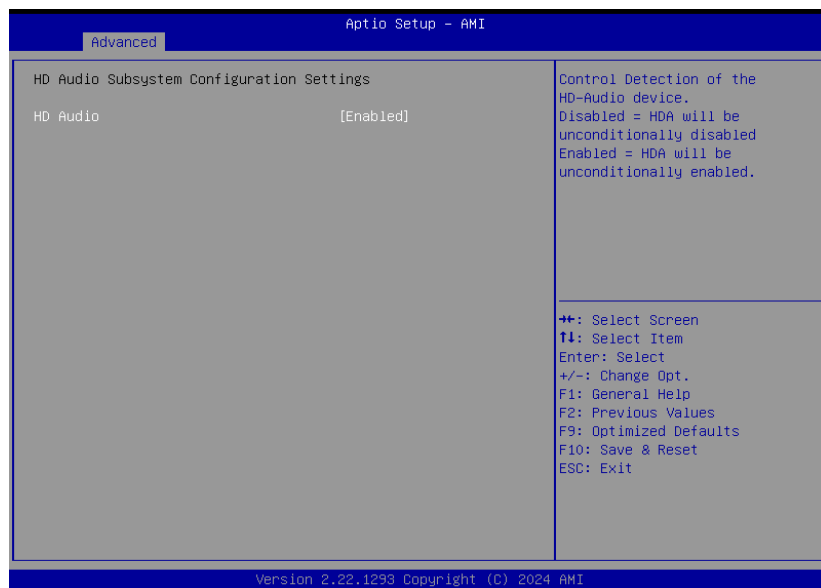 Aptio Setup – AMI
Advanced
HD Audio Subsystem Configuration Settings
HD Audio [Enabled]
Control Detection of the
HD-Audio device.
Disabled = HDA will be
unconditionally disabled
Enabled = HDA will be
unconditionally enabled.
→←: Select Screen
↑↓: Select Item
Enter: Select
+/-: Change Opt.
F1: General Help
F2: Previous Values
F9: Optimized Defaults
F10: Save & Reset
ESC: Exit
Version 2.22.1293 Copyright (C) 2024 AMI